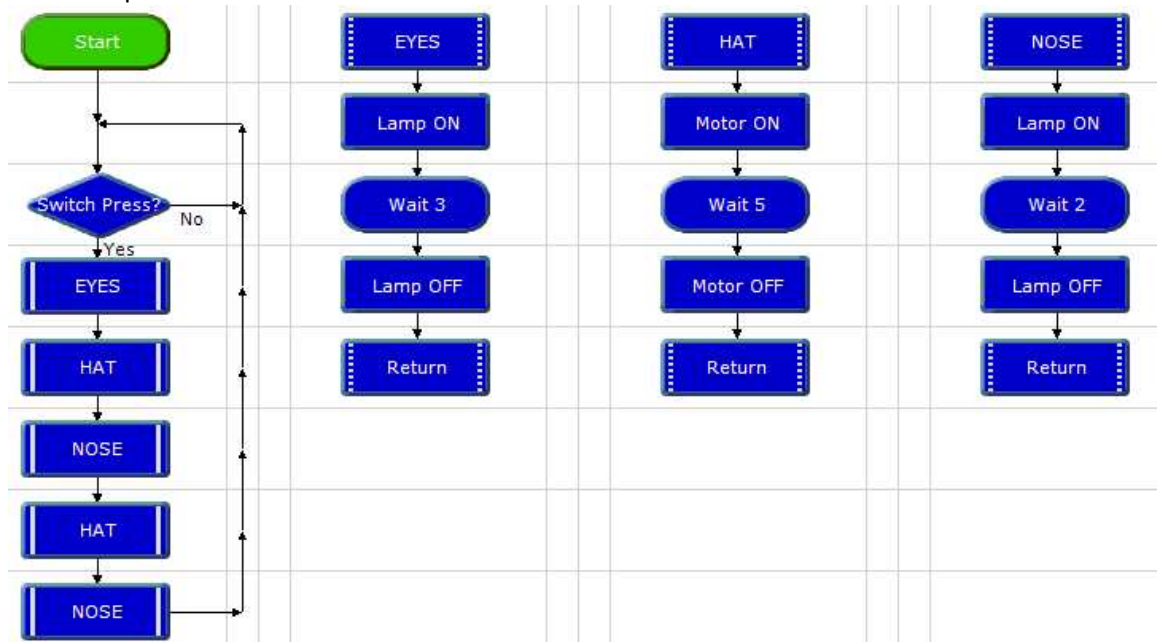 Start
Switch Press?
No
Yes
EYES
HAT
NOSE
HAT
NOSE
EYES
Lamp ON
Wait 3
Lamp OFF
Return
HAT
Motor ON
Wait 5
Motor OFF
Return
NOSE
Lamp ON
Wait 2
Lamp OFF
Return